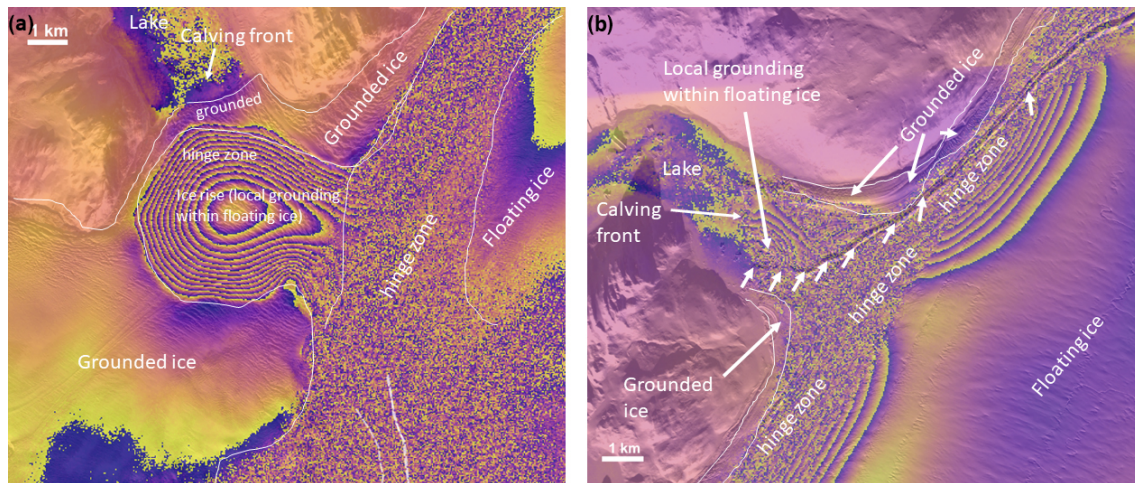 (a)
Lake
1 km
Calving front
grounded
Grounded ice
hinge zone
Ice rise (local grounding
within floating ice)
Floating ice
hinge zone
Grounded ice
(b)
Local grounding
within floating ice
Grounded ice
Lake
hinge zone
Calving
front
hinge zone
Floating ice
Grounded
ice
hinge zone
1 km